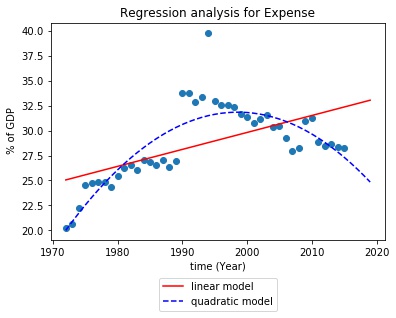 Regression analysis for Expense
% of GDP
40.0
37.5
35.0
32.5
30.0
27.5
25.0
22.5
20.0
1970 1980 1990 2000 2010 2020
time (Year)
linear model
quadratic model